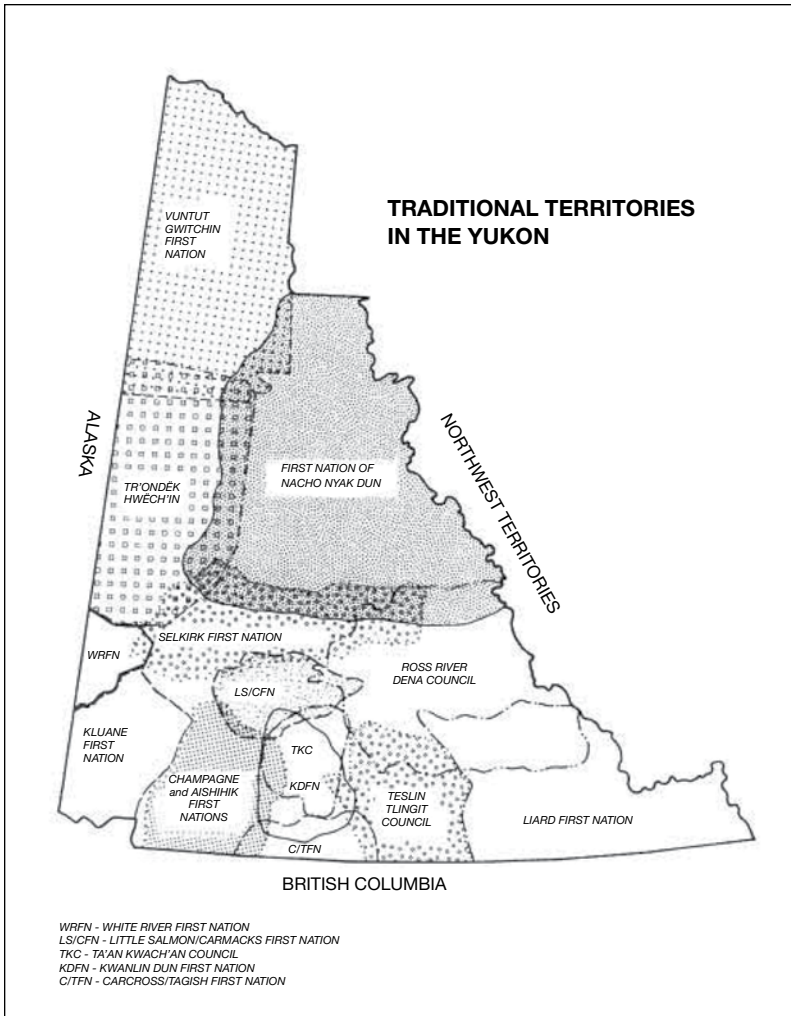 TRADITIONAL TERRITORIES
IN THE YUKON
VUNTUT
GWITCHIN
FIRST
NATION
ALASKA
NORTHWEST TERRITORIES
FIRST NATION OF
NACHO NYAK DUN
TR'ONDËK
HWËCH'IN
SELKIRK FIRST NATION
WRFN
ROSS RIVER
DENA COUNCIL
LS/CFN
KLUANE
FIRST
NATION
TKC
KDFN
CHAMPAGNE
and AISHIHIK
FIRST
NATIONS
TESLIN
TLINGIT
COUNCIL
LIARD FIRST NATION
C/TFN
BRITISH COLUMBIA
WRFN - WHITE RIVER FIRST NATION
LS/CFN - LITTLE SALMON/CARMACKS FIRST NATION
TKC - TA'AN KWACH'AN COUNCIL
KDFN - KWANLIN DUN FIRST NATION
C/TFN - CARCROSS/TAGISH FIRST NATION